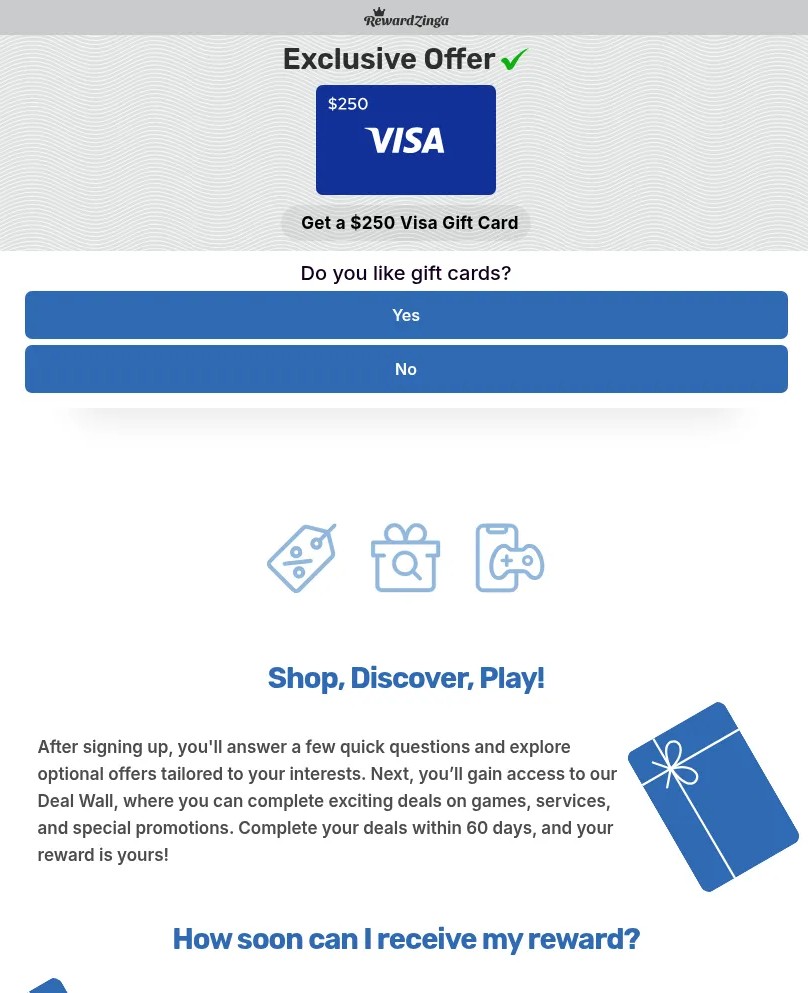 RewardZinga
Exclusive Offer
$250
VISA
Get a $250 Visa Gift Card
Do you like gift cards?
Yes
No
Shop, Discover, Play!
After signing up, you'll answer a few quick questions and explore
optional offers tailored to your interests. Next, you’ll gain access to our
Deal Wall, where you can complete exciting deals on games, services,
and special promotions. Complete your deals within 60 days, and your
reward is yours!
How soon can I receive my reward?